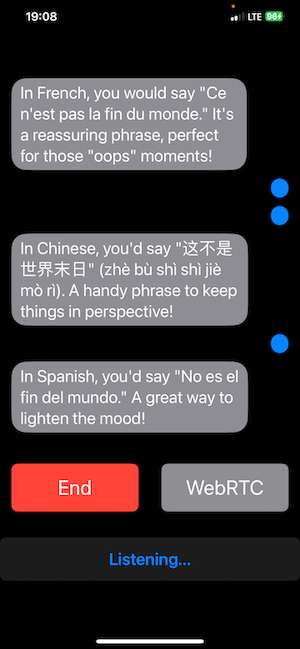 19:08
LTE 96
In French, you would say "Ce
n'est pas la fin du monde." It's
a reassuring phrase, perfect
for those "oops" moments!
In Chinese, you'd say "这不是
世界末日" (zhè bù shì shì jiè
mò rì). A handy phrase to keep
things in perspective!
In Spanish, you'd say "No es el
fin del mundo." A great way to
lighten the mood!
End
WebRTC
Listening...